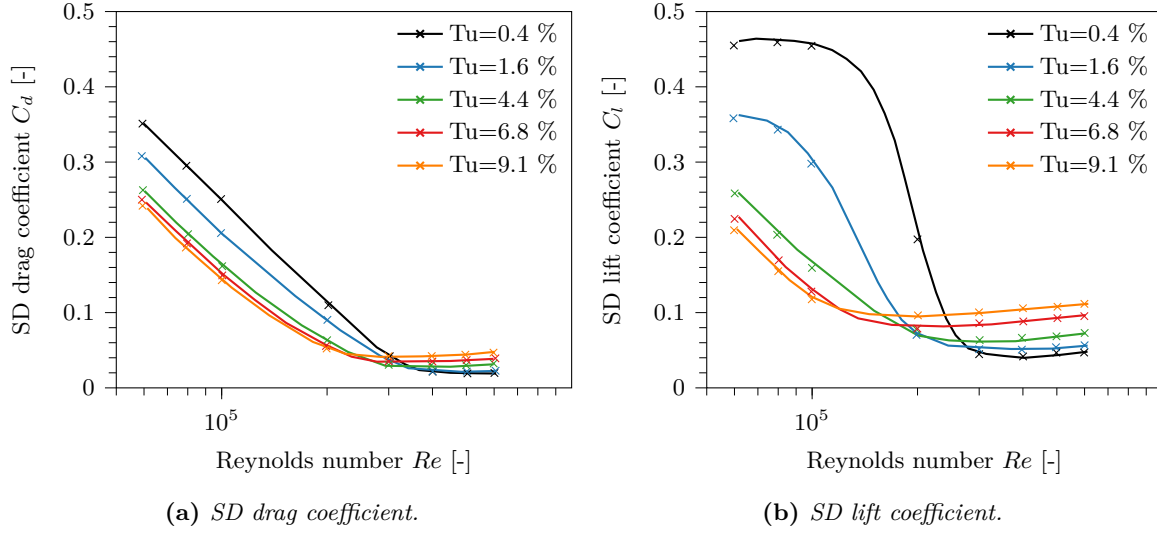 0.5
0.4
0.3
0.2
0.1
0
10^5
SD drag coefficient C_d [-]
Reynolds number Re [-]
Tu=0.4 %
Tu=1.6 %
Tu=4.4 %
Tu=6.8 %
Tu=9.1 %
(a) SD drag coefficient.
0.5
0.4
0.3
0.2
0.1
0
10^5
SD lift coefficient C_l [-]
Reynolds number Re [-]
Tu=0.4 %
Tu=1.6 %
Tu=4.4 %
Tu=6.8 %
Tu=9.1 %
(b) SD lift coefficient.